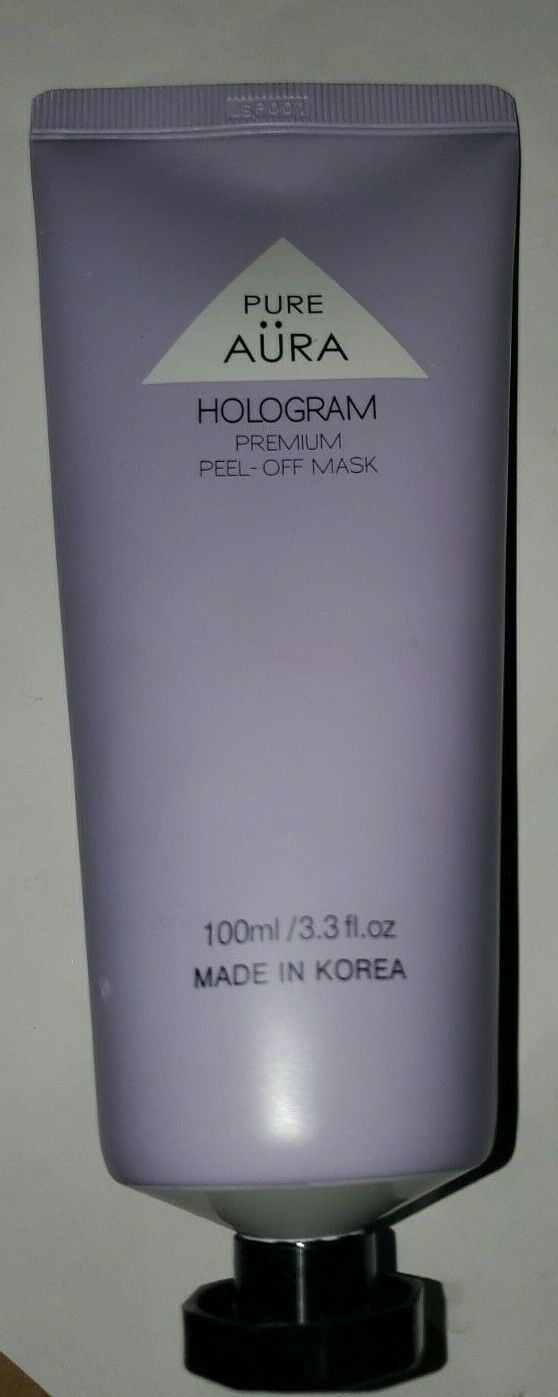 PURE
AÜRA
HOLOGRAM
PREMIUM
PEEL-OFF MASK
100ml/3.3 fl.oz
MADE IN KOREA